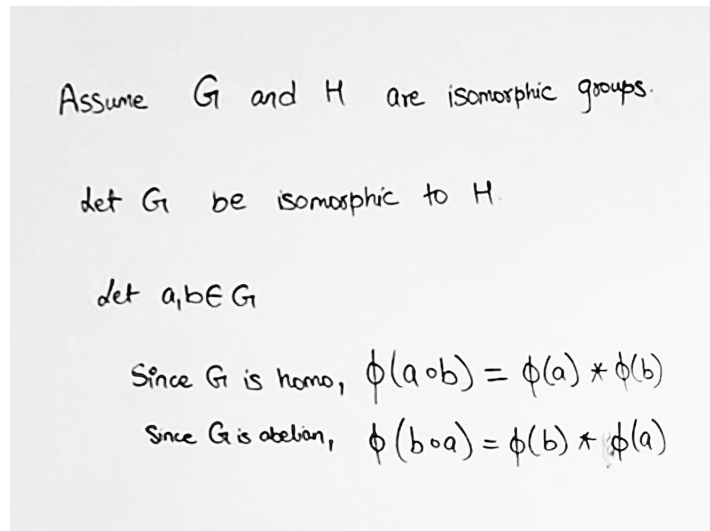 Assume G and H are isomorphic groups.
Let G be isomorphic to H.
Let a,b∈G
Since G is homo, ϕ(a∘b) = ϕ(a) * ϕ(b)
Since G is abelian, ϕ(b∘a) = ϕ(b) * ϕ(a)